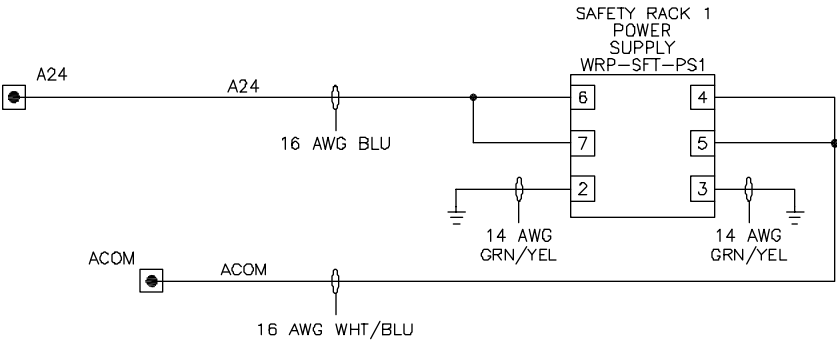 SAFETY RACK 1
POWER
SUPPLY
WRP-SFT-PS1
A24
A24
16 AWG BLU
6
4
7
5
2
3
14 AWG
GRN/YEL
14 AWG
GRN/YEL
ACOM
ACOM
16 AWG WHT/BLU